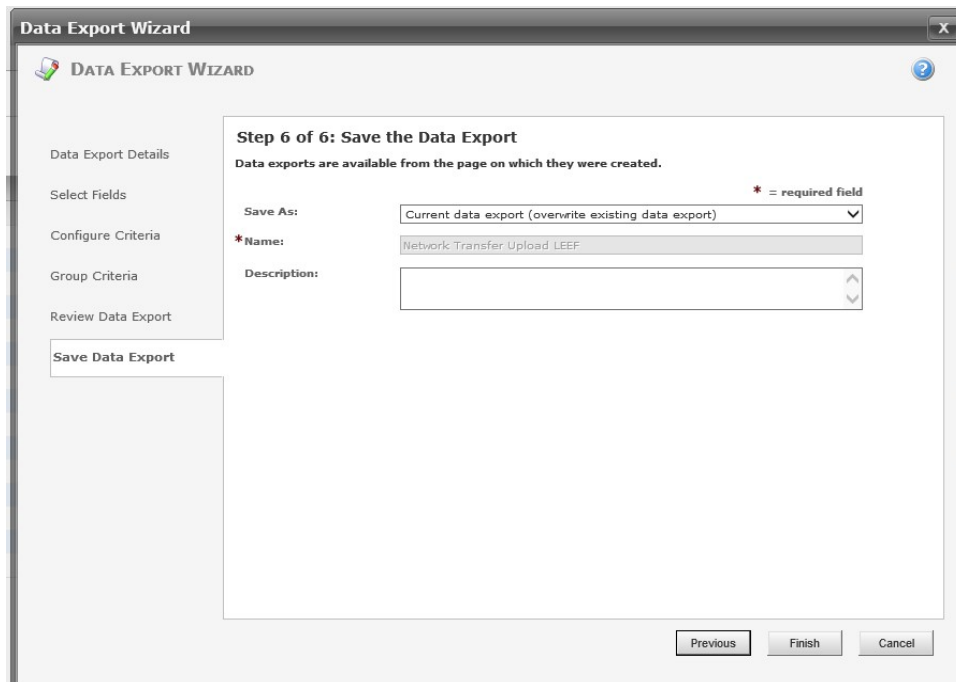 Data Export Wizard
X
DATA EXPORT WIZARD
?
Data Export Details
Select Fields
Configure Criteria
Group Criteria
Review Data Export
Save Data Export
Step 6 of 6: Save the Data Export
Data exports are available from the page on which they were created.
* = required field
Save As:
Current data export (overwrite existing data export)
*Name:
Network Transfer Upload LEEF
Description:
Previous
Finish
Cancel